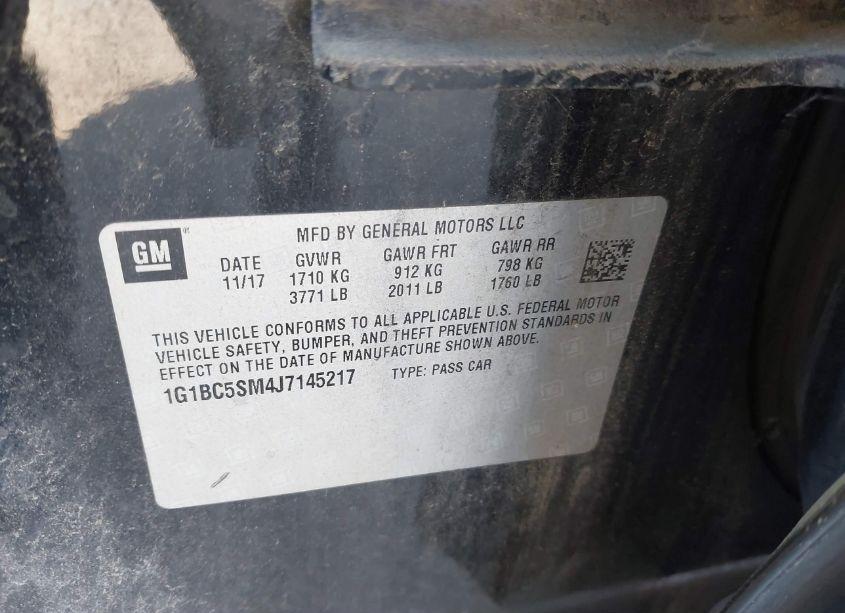 GM
MFD BY GENERAL MOTORS LLC
DATE GVWR GAWR FRT GAWR RR
11/17 1710 KG 912 KG 798 KG
3771 LB 2011 LB 1760 LB
THIS VEHICLE CONFORMS TO ALL APPLICABLE U.S. FEDERAL MOTOR
VEHICLE SAFETY, BUMPER, AND THEFT PREVENTION STANDARDS IN
EFFECT ON THE DATE OF MANUFACTURE SHOWN ABOVE.
1G1BC5SM4J7145217 TYPE: PASS CAR